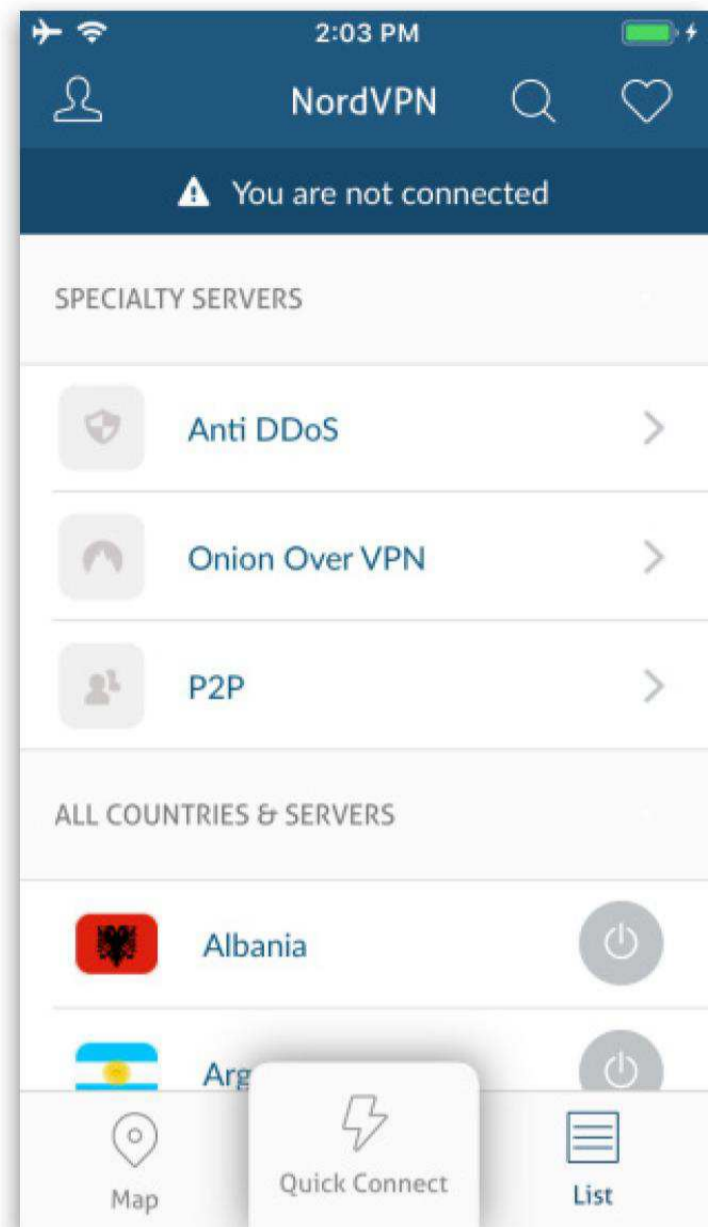 2:03 PM
NordVPN
You are not connected
SPECIALTY SERVERS
Anti DDoS
Onion Over VPN
P2P
ALL COUNTRIES & SERVERS
Albania
Arg
Map
Quick Connect
List